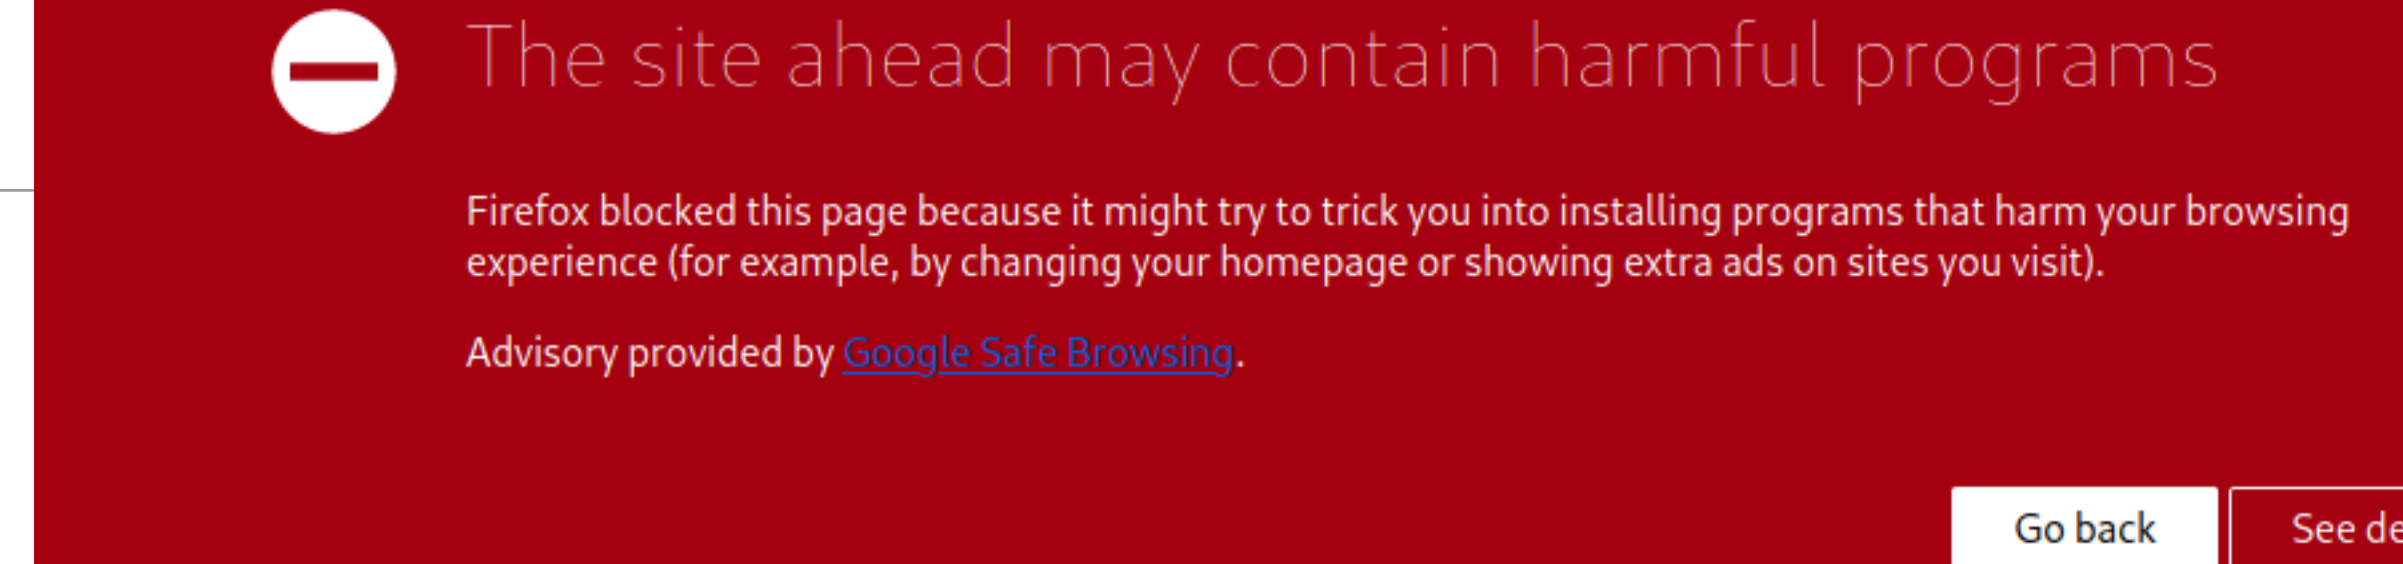 The site ahead may contain harmful programs
Firefox blocked this page because it might try to trick you into installing programs that harm your browsing
experience (for example, by changing your homepage or showing extra ads on sites you visit).
Advisory provided by Google Safe Browsing.
Go back
See de